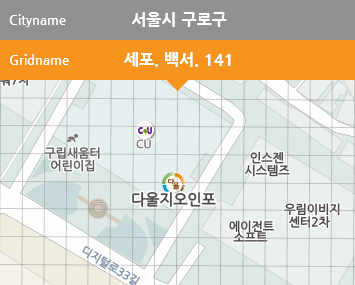 Cityname 서울시 구로구
Gridname 세포. 백서. 141
CU
CU
구립새움터
어린이집
인스젠
시스템즈
다울
다울지오인포
우림이비지
센터2차
에이전트
소프트
디지털로33길